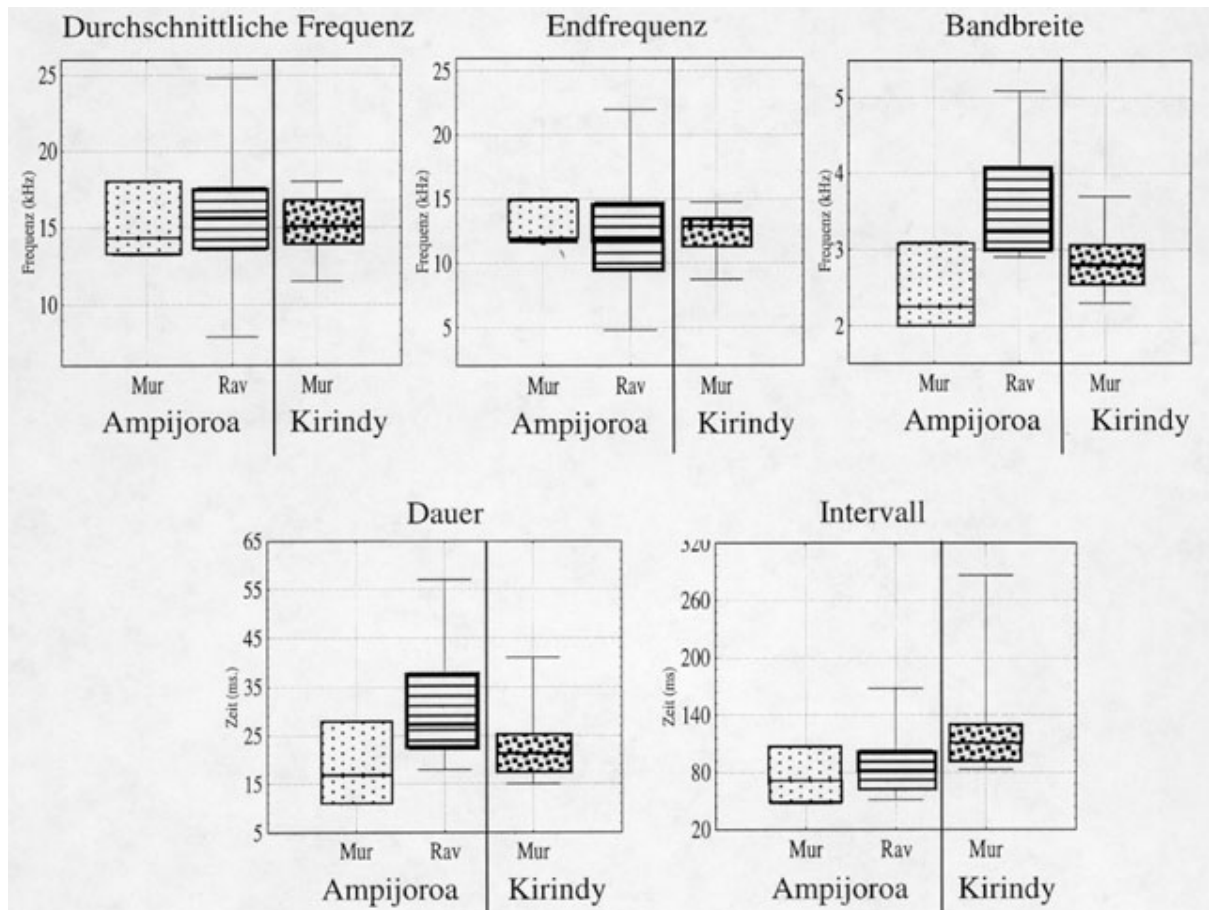 Durchschnittliche Frequenz
Frequenz (kHz)
25
20
15
10
Mur Rav Mur
Ampijoroa Kirindy
Endfrequenz
Frequenz (kHz)
25
20
15
10
5
Mur Rav Mur
Ampijoroa Kirindy
Bandbreite
Frequenz (kHz)
5
4
3
2
Mur Rav Mur
Ampijoroa Kirindy
Dauer
Zeit (ms.)
65
55
45
35
25
15
5
Mur Rav Mur
Ampijoroa Kirindy
Intervall
Zeit (ms)
320
260
200
140
80
20
Mur Rav Mur
Ampijoroa Kirindy